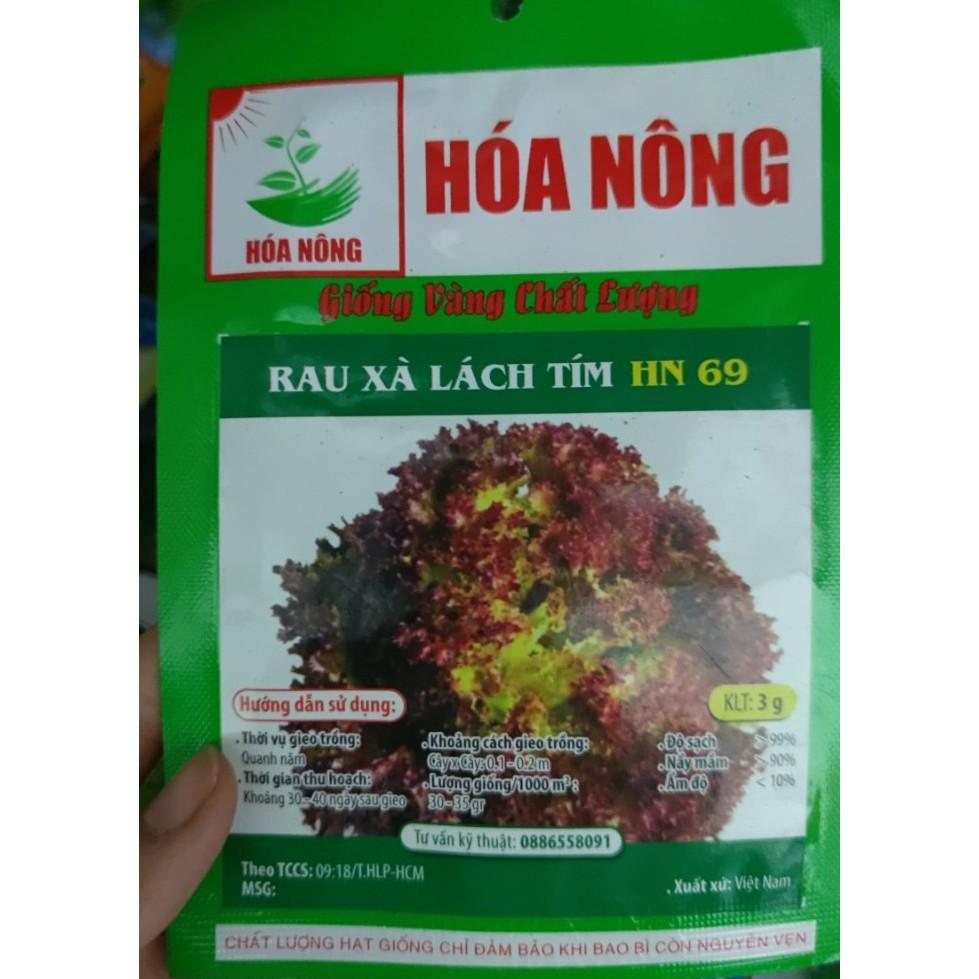 HÓA NÔNG
HÓA NÔNG
Giống Vàng Chất Lượng
RAU XÀ LÁCH TÍM HN 69
Hướng dẫn sử dụng:
KLT: 3 g
. Thời vụ gieo trồng:
Quanh năm
. Thời gian thu hoạch:
Khoảng 30 - 40 ngày sau gieo
. Khoảng cách gieo trồng:
Cây x Cây: 0.1 - 0.2 m
. Lượng giống/1000 m²:
30 - 35 gr
. Độ sạch > 99%
. Nảy mầm > 90%
. Ẩm độ < 10%
Tư vấn kỹ thuật: 0886558091
Theo TCCS: 09:18/T.HLP-HCM
MSG:
. Xuất xứ: Việt Nam
CHẤT LƯỢNG HẠT GIỐNG CHỈ ĐẢM BẢO KHI BAO BÌ CÒN NGUYÊN VẸN